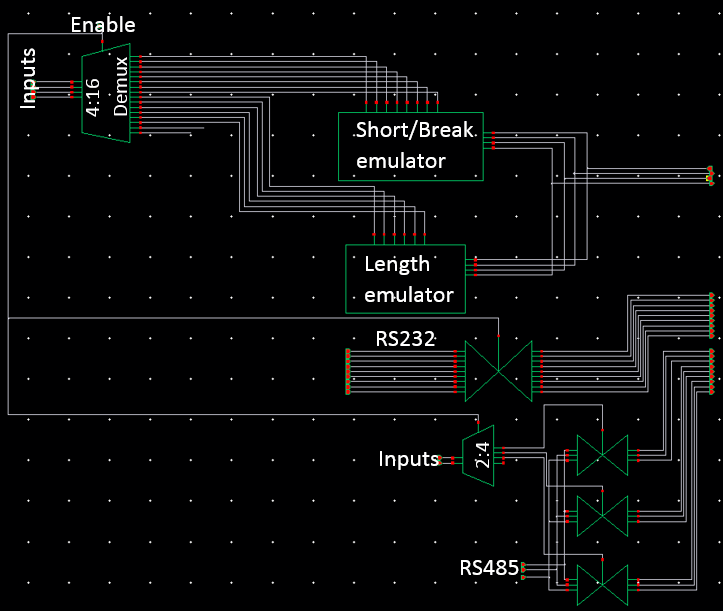 Enable
Inputs
4:16
Demux
Short/Break
emulator
Length
emulator
RS232
Inputs
2:4
RS485